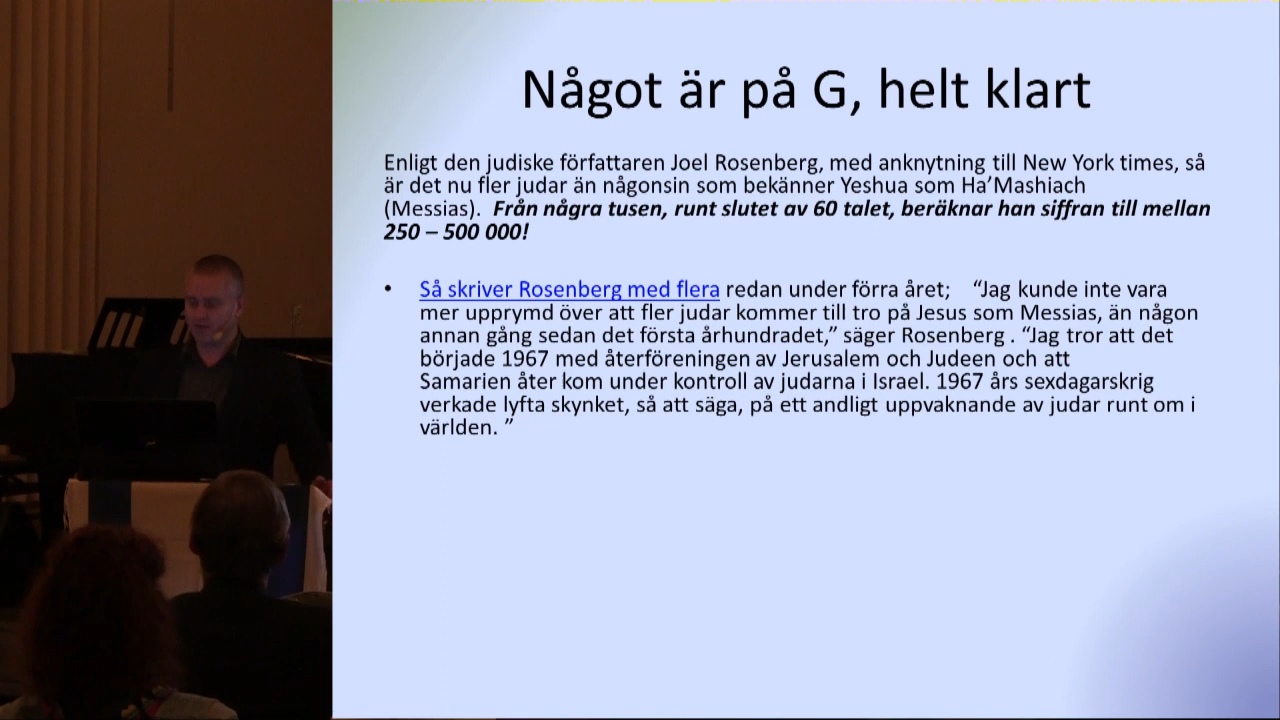 Något är på G, helt klart
Enligt den judiske författaren Joel Rosenberg, med anknytning till New York times, så
är det nu fler judar än någonsin som bekänner Yeshua som Ha’Mashiach
(Messias).  Från några tusen, runt slutet av 60 talet, beräknar han siffran till mellan
250 – 500 000!
• Så skriver Rosenberg med flera redan under förra året;    “Jag kunde inte vara
mer upprymd över att fler judar kommer till tro på Jesus som Messias, än någon
annan gång sedan det första århundradet,” säger Rosenberg . “Jag tror att det
började 1967 med återföreningen av Jerusalem och Judeen och att
Samarien åter kom under kontroll av judarna i Israel. 1967 års sexdagarskrig
verkade lyfta skynket, så att säga, på ett andligt uppvaknande av judar runt om i
världen. ”